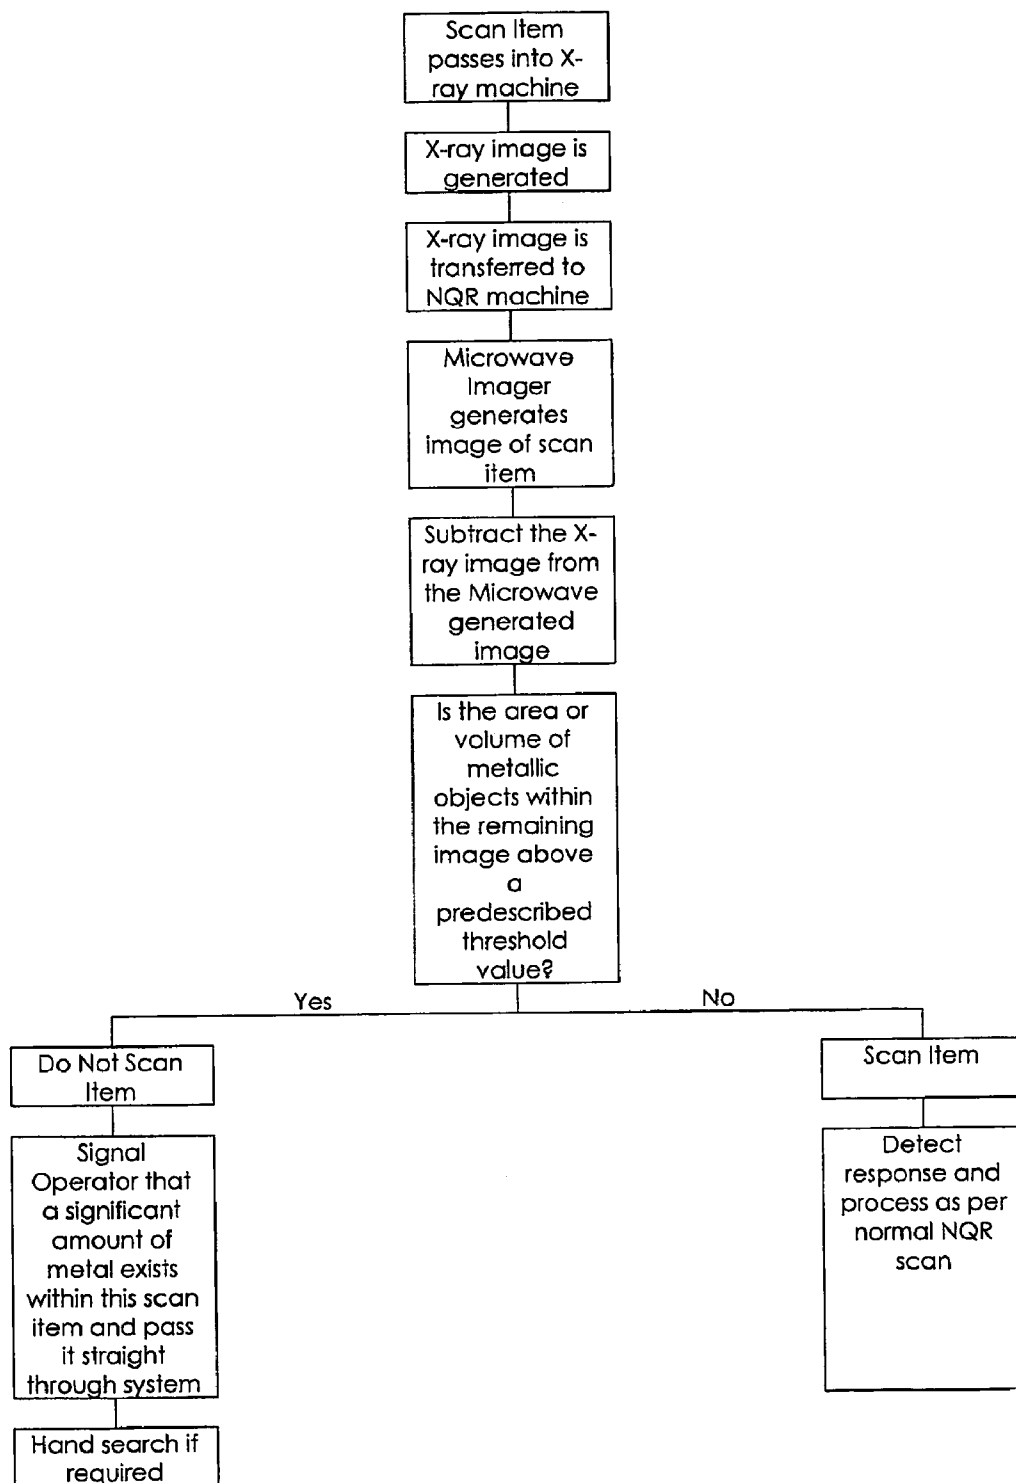 Scan Item
passes into X-
ray machine
X-ray image is
generated
X-ray image is
transferred to
NQR machine
Microwave
Imager
generates
image of scan
item
Subtract the X-
ray image from
the Microwave
generated
image
Is the area or
volume of
metallic
objects within
the remaining
image above
a
predescribed
threshold
value?
Yes
No
Do Not Scan
Item
Signal
Operator that
a significant
amount of
metal exists
within this scan
item and pass
it straight
through system
Hand search if
required
Scan Item
Detect
response and
process as per
normal NQR
scan